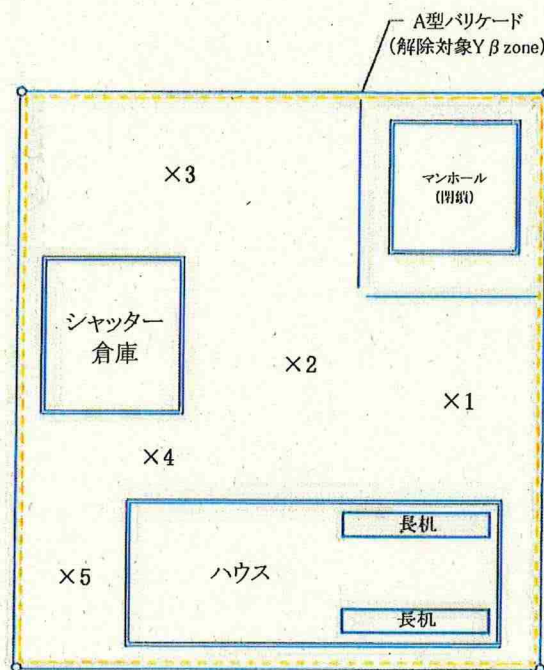 A型バリケード
(解除対象Yβzone)
マンホール
(閉鎖)
×3
シャッター
倉庫
×2
×1
×4
長机
×5
ハウス
長机